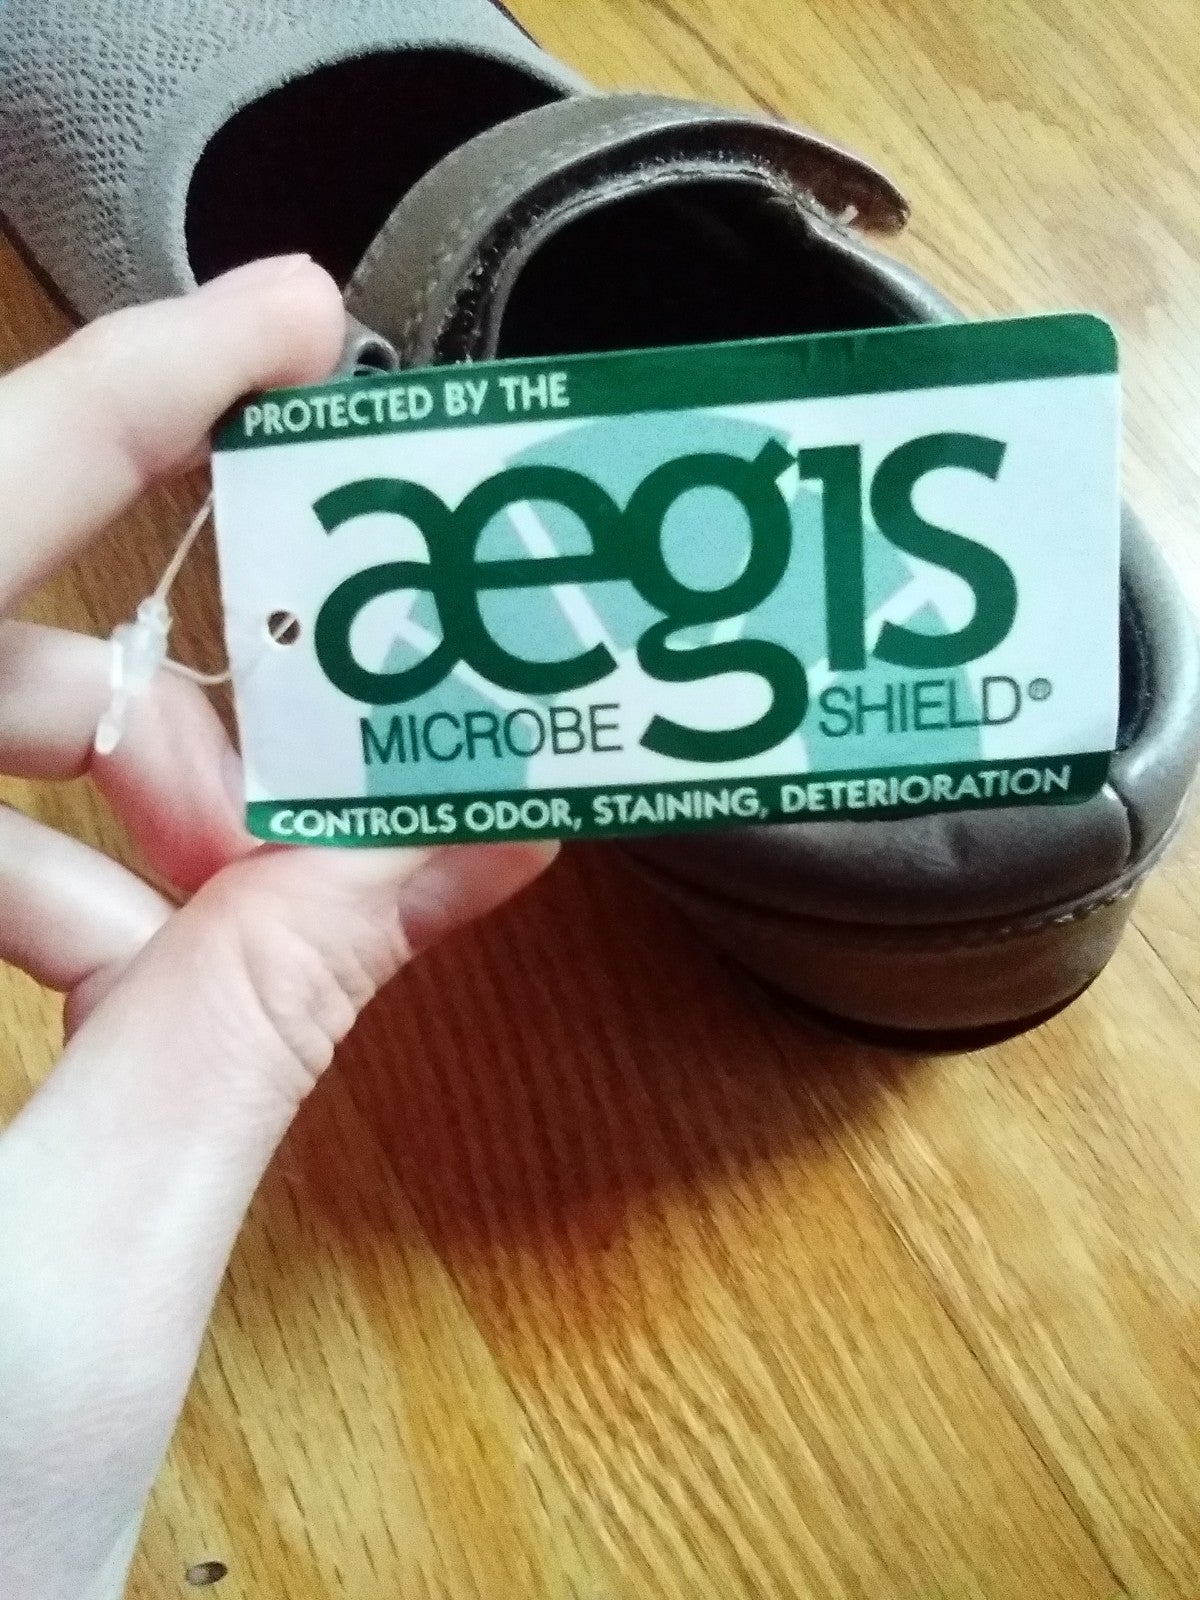 PROTECTED BY THE
aegis
MICROBE SHIELD®
CONTROLS ODOR, STAINING, DETERIORATION